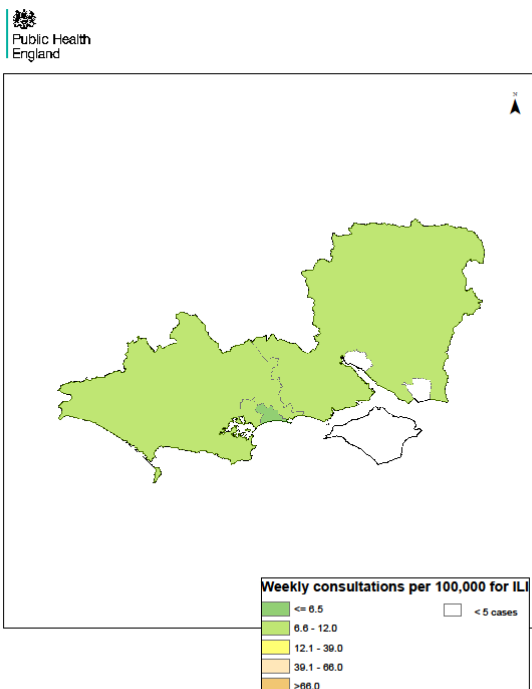 Public Health
England
Weekly consultations per 100,000 for ILI
<= 6.5
< 5 cases
6.6 - 12.0
12.1 - 39.0
39.1 - 66.0
>66.0